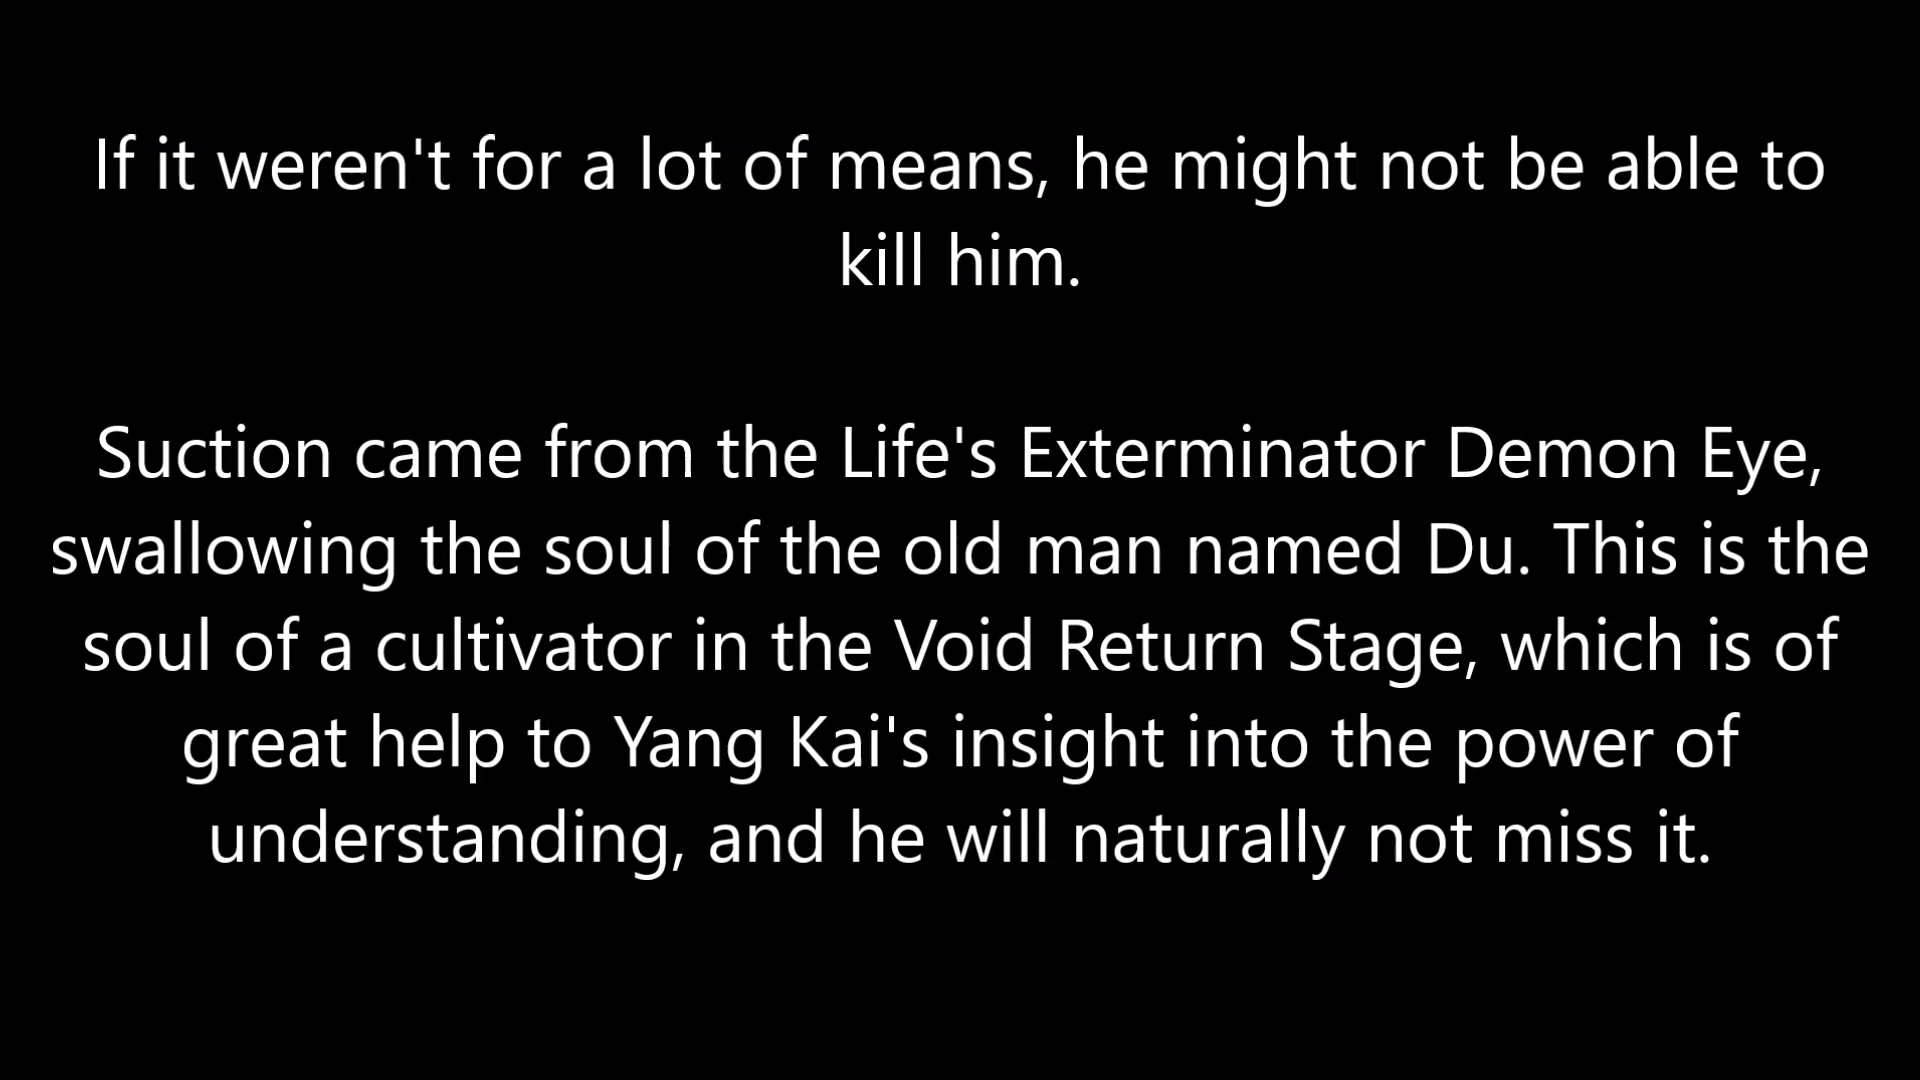 If it weren't for a lot of means, he might not be able to
kill him.
Suction came from the Life's Exterminator Demon Eye,
swallowing the soul of the old man named Du. This is the
soul of a cultivator in the Void Return Stage, which is of
great help to Yang Kai's insight into the power of
understanding, and he will naturally not miss it.